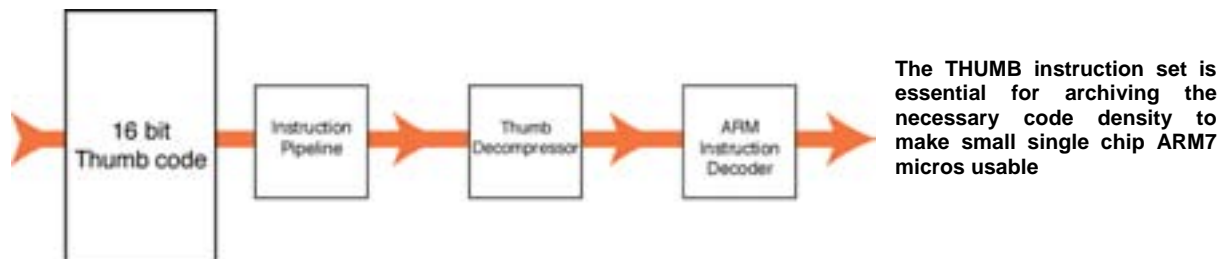 16 bit
Thumb code
Instruction
Pipeline
Thumb
Decompressor
ARM
Instruction
Decoder
The THUMB instruction set is
essential for archiving the
necessary code density to
make small single chip ARM7
micros usable